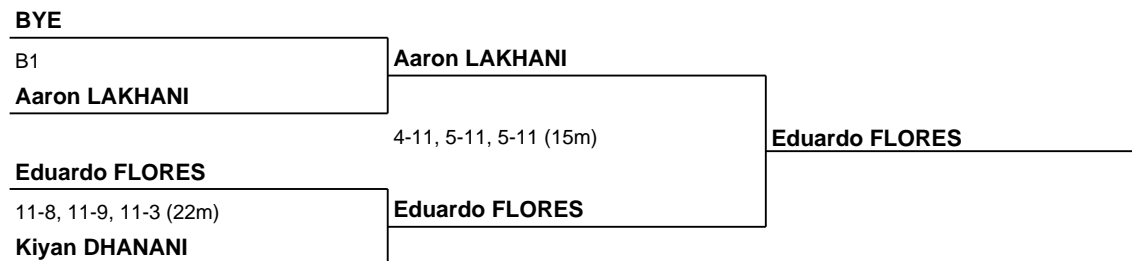 BYE
B1
Aaron LAKHANI
Aaron LAKHANI
4-11, 5-11, 5-11 (15m)
Eduardo FLORES
Eduardo FLORES
11-8, 11-9, 11-3 (22m)
Eduardo FLORES
Kiyan DHANANI